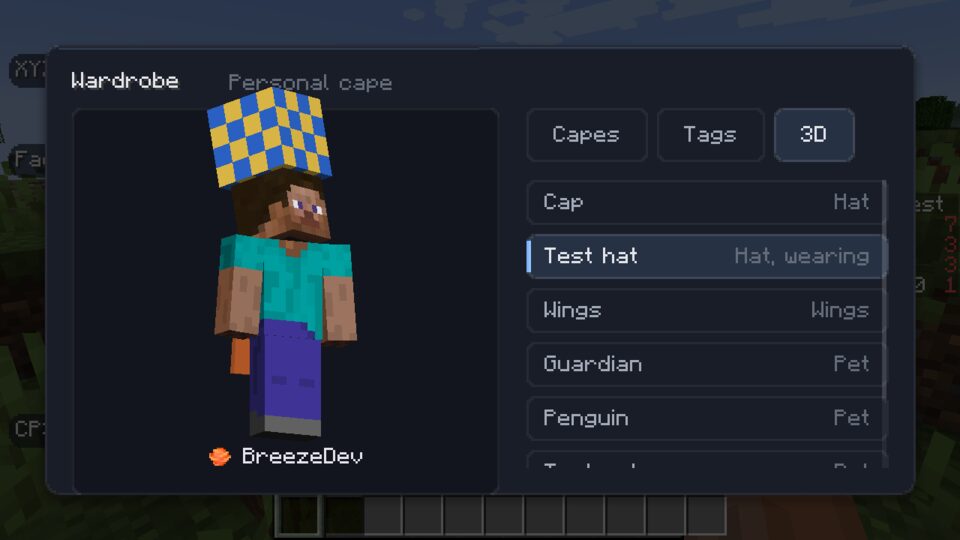 Wardrobe Personal cape
Capes Tags 3D
Cap Hat
Test hat Hat, wearing
Wings Wings
Guardian Pet
Penguin Pet
BreezeDev